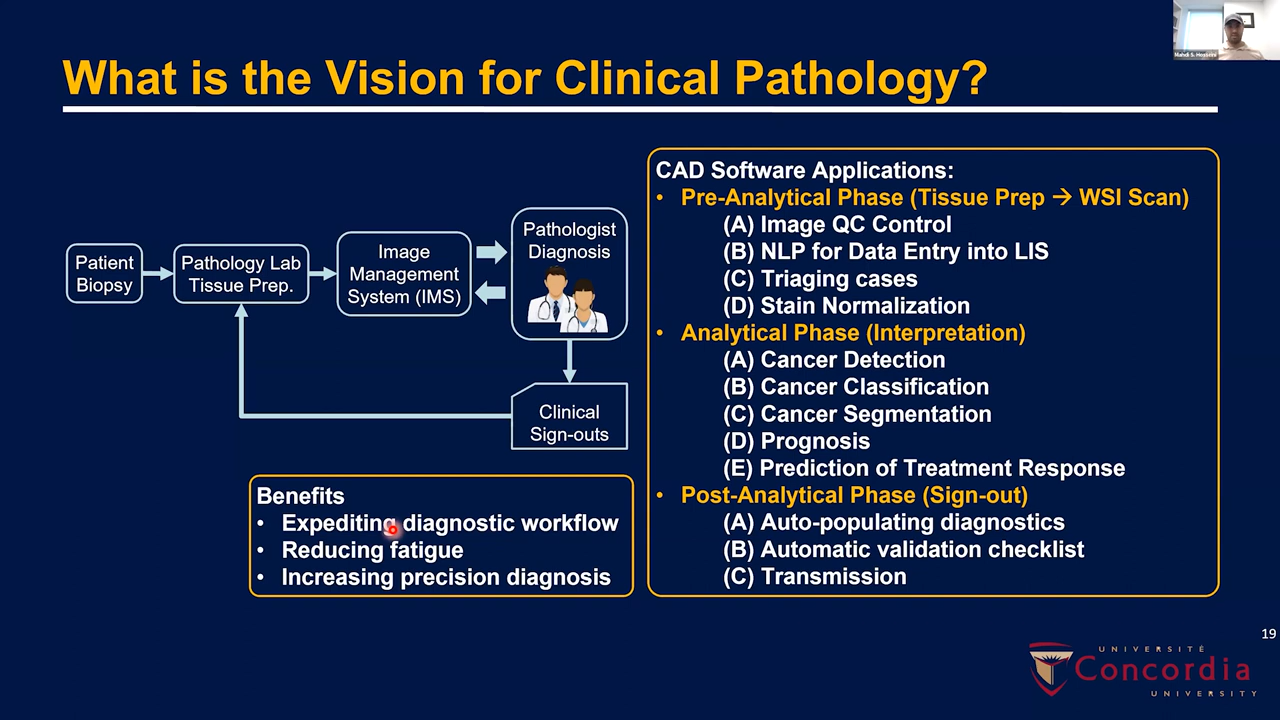 Mahdi S. Hosseini
What is the Vision for Clinical Pathology?
Patient
Biopsy
Pathology Lab
Tissue Prep.
Image
Management
System (IMS)
Pathologist
Diagnosis
Clinical
Sign-outs
Benefits
• Expediting diagnostic workflow
• Reducing fatigue
• Increasing precision diagnosis
CAD Software Applications:
• Pre-Analytical Phase (Tissue Prep → WSI Scan)
(A) Image QC Control
(B) NLP for Data Entry into LIS
(C) Triaging cases
(D) Stain Normalization
• Analytical Phase (Interpretation)
(A) Cancer Detection
(B) Cancer Classification
(C) Cancer Segmentation
(D) Prognosis
(E) Prediction of Treatment Response
• Post-Analytical Phase (Sign-out)
(A) Auto-populating diagnostics
(B) Automatic validation checklist
(C) Transmission
19
UNIVERSITÉ
Concordia
UNIVERSITY